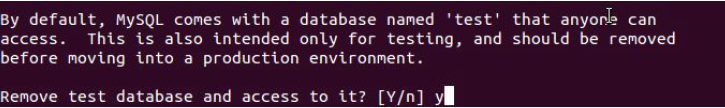 By default, MySQL comes with a database named 'test' that anyone can
access.  This is also intended only for testing, and should be removed
before moving into a production environment.
Remove test database and access to it? [Y/n] y